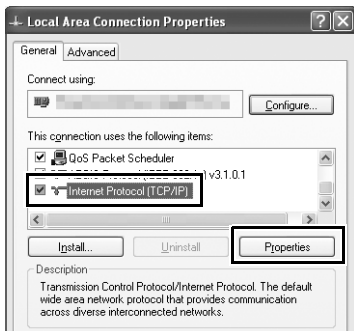 Local Area Connection Properties
General Advanced
Connect using:
Configure...
This connection uses the following items:
QoS Packet Scheduler
v3.1.0.1
Internet Protocol (TCP/IP)
Install... Uninstall Properties
Description
Transmission Control Protocol/Internet Protocol. The default
wide area network protocol that provides communication
across diverse interconnected networks.